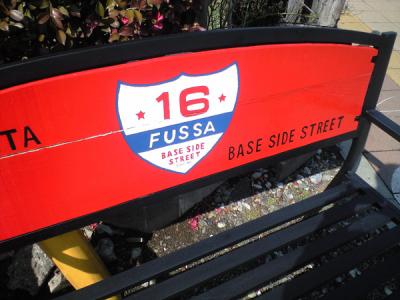 TA
16
FUSSA
BASE SIDE
STREET
BASE SIDE STREET